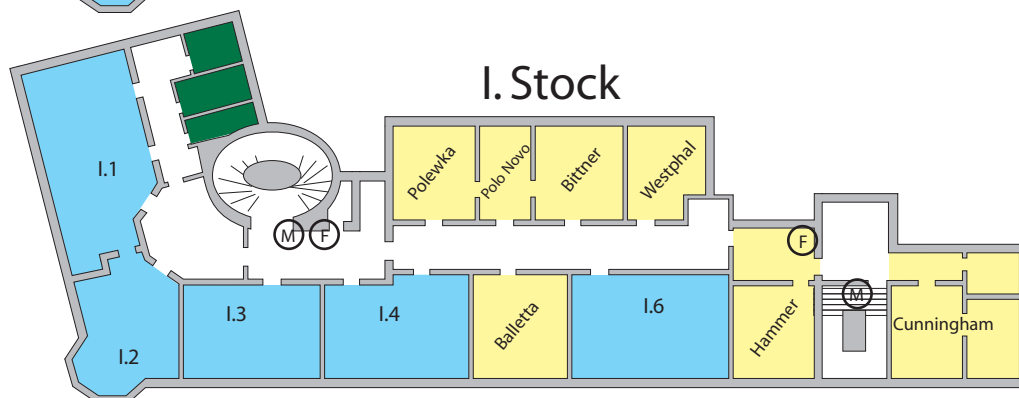 I. Stock
Polewka
Polo Novo
Bittner
Westphal
I.1
M
F
F
M
I.3
I.4
Balletta
I.6
Hammer
Cunningham
I.2